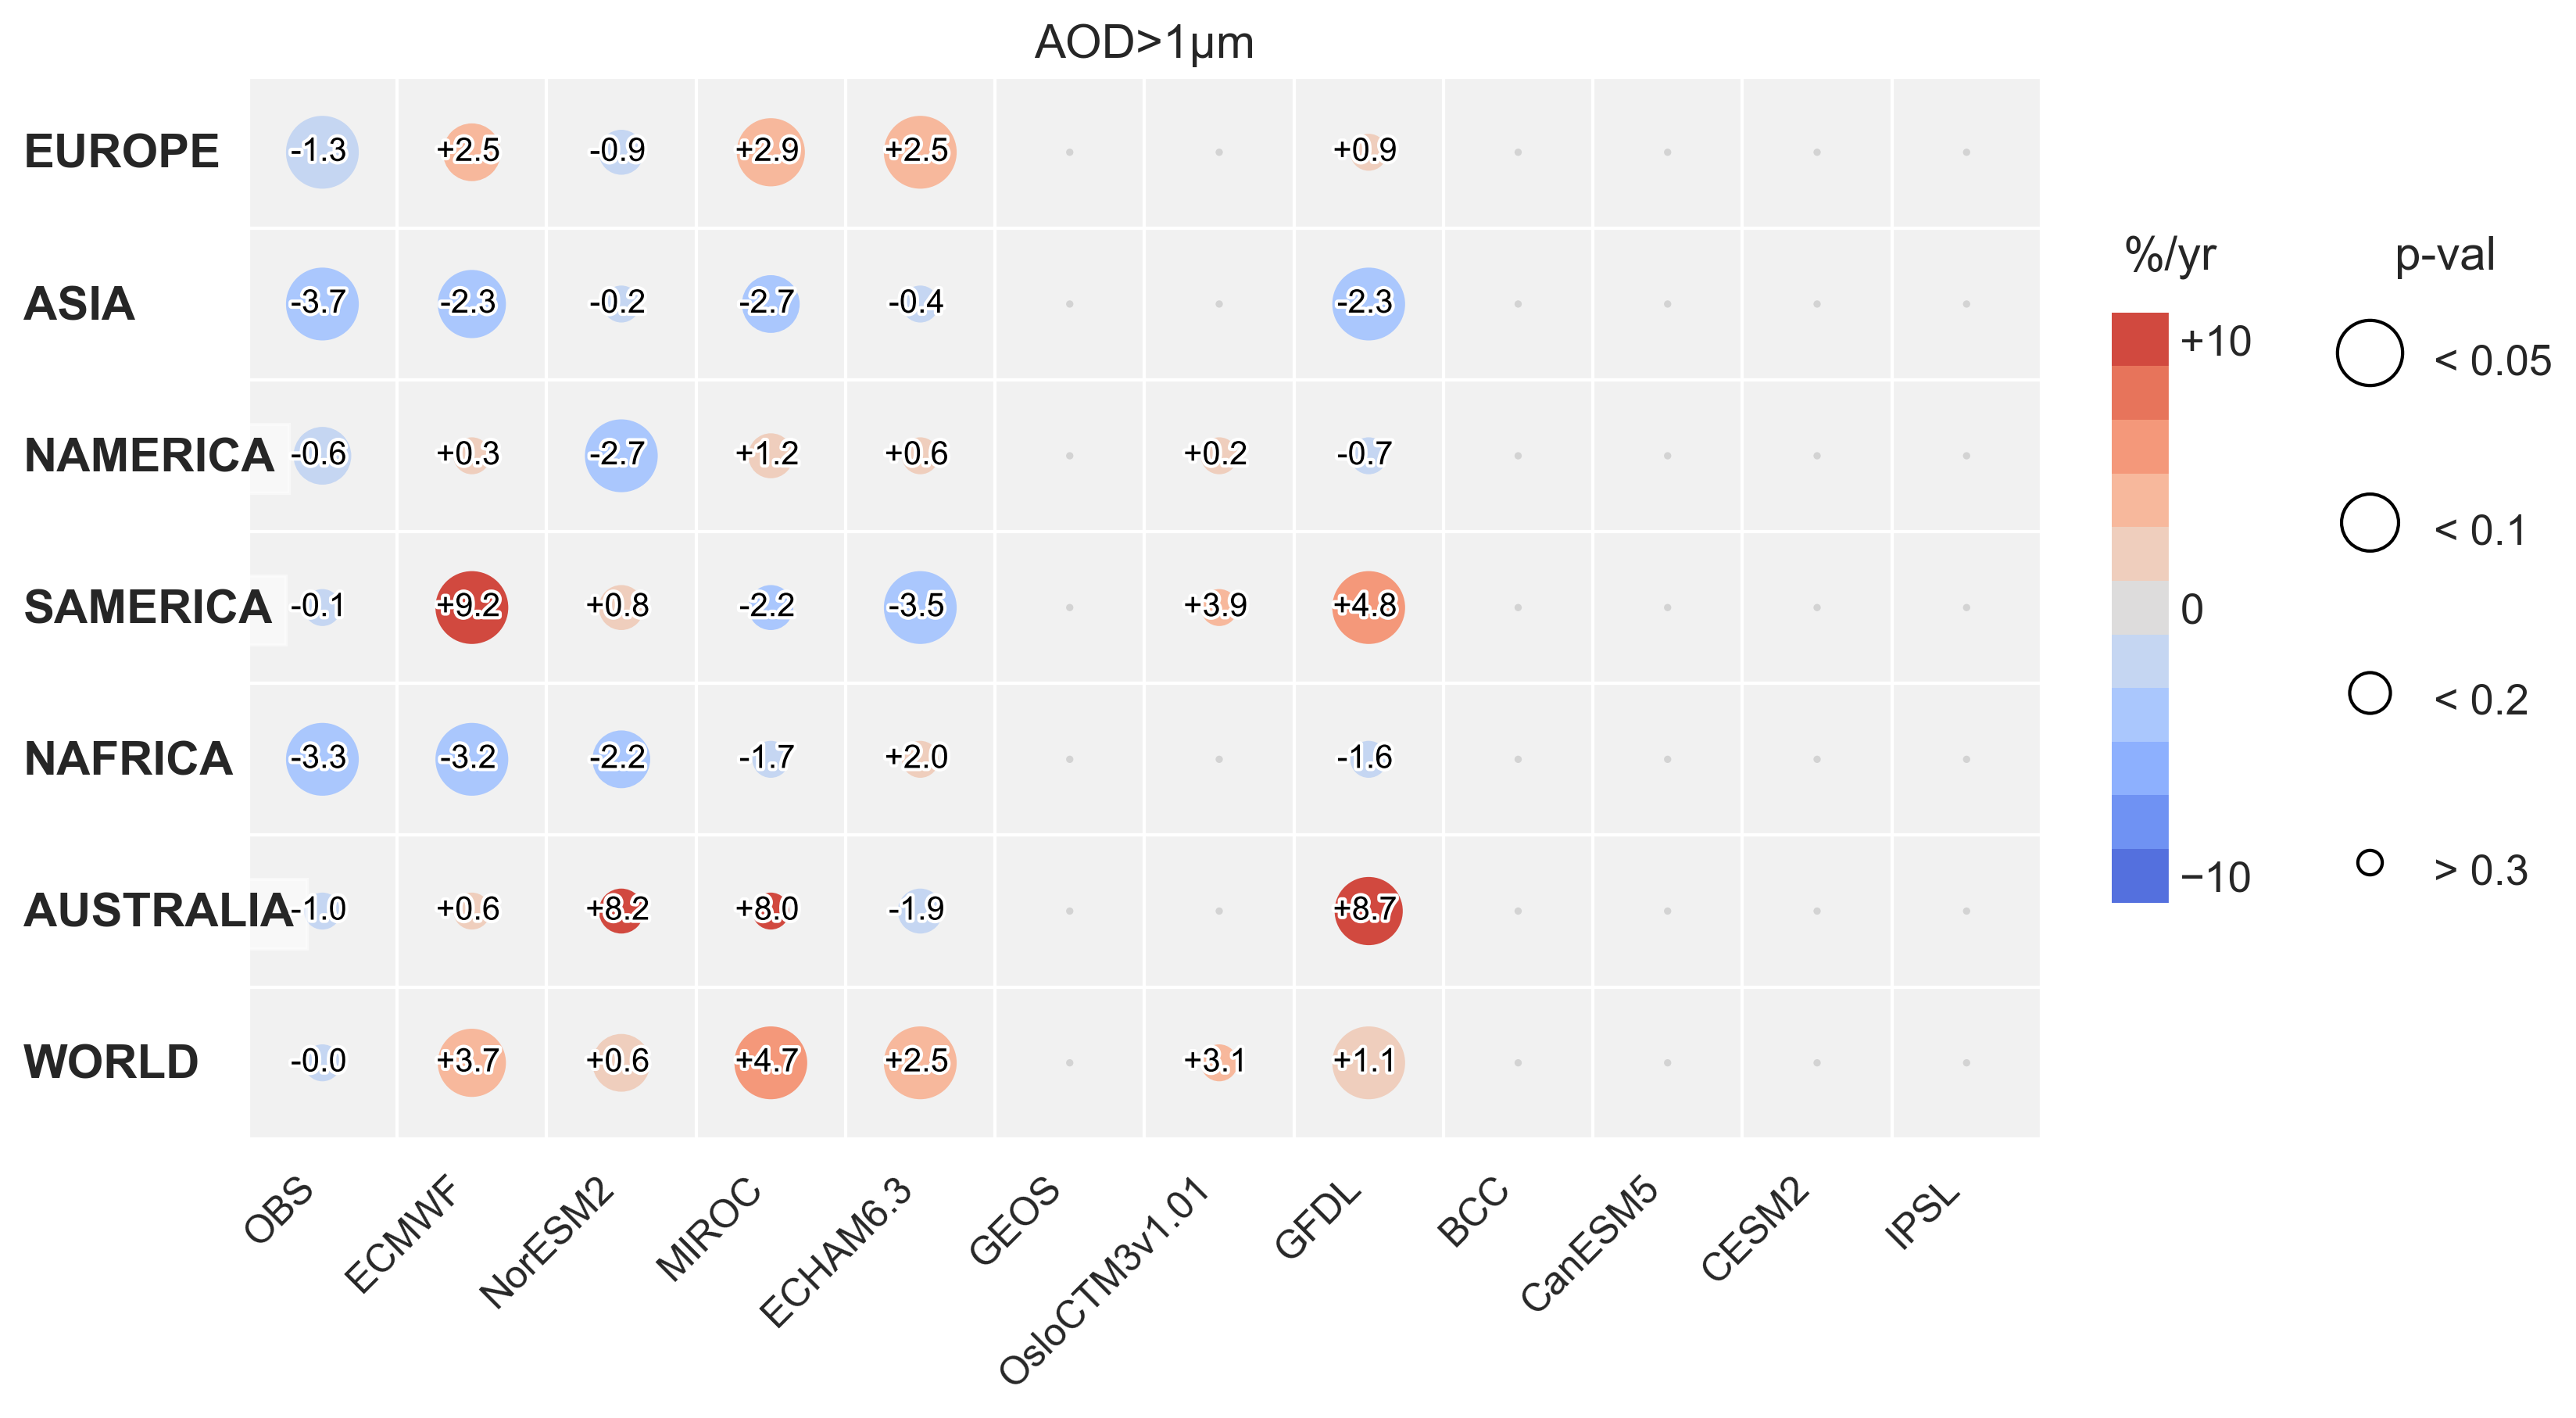 AOD>1µm
EUROPE -1.3 +2.5 -0.9 +2.9 +2.5 +0.9
ASIA -3.7 -2.3 -0.2 -2.7 -0.4 -2.3
NAMERICA -0.6 +0.3 -2.7 +1.2 +0.6 +0.2 -0.7
SAMERICA -0.1 +9.2 +0.8 -2.2 -3.5 +3.9 +4.8
NAFRICA -3.3 -3.2 -2.2 -1.7 +2.0 -1.6
AUSTRALIA -1.0 +0.6 +8.2 +8.0 -1.9 +8.7
WORLD -0.0 +3.7 +0.6 +4.7 +2.5 +3.1 +1.1
OBS ECMWF NorESM2 MIROC ECHAM6.3 GEOS OsloCTM3v1.01 GFDL BCC CanESM5 CESM2 IPSL
%/yr
+10
0
−10
p-val
< 0.05
< 0.1
< 0.2
> 0.3